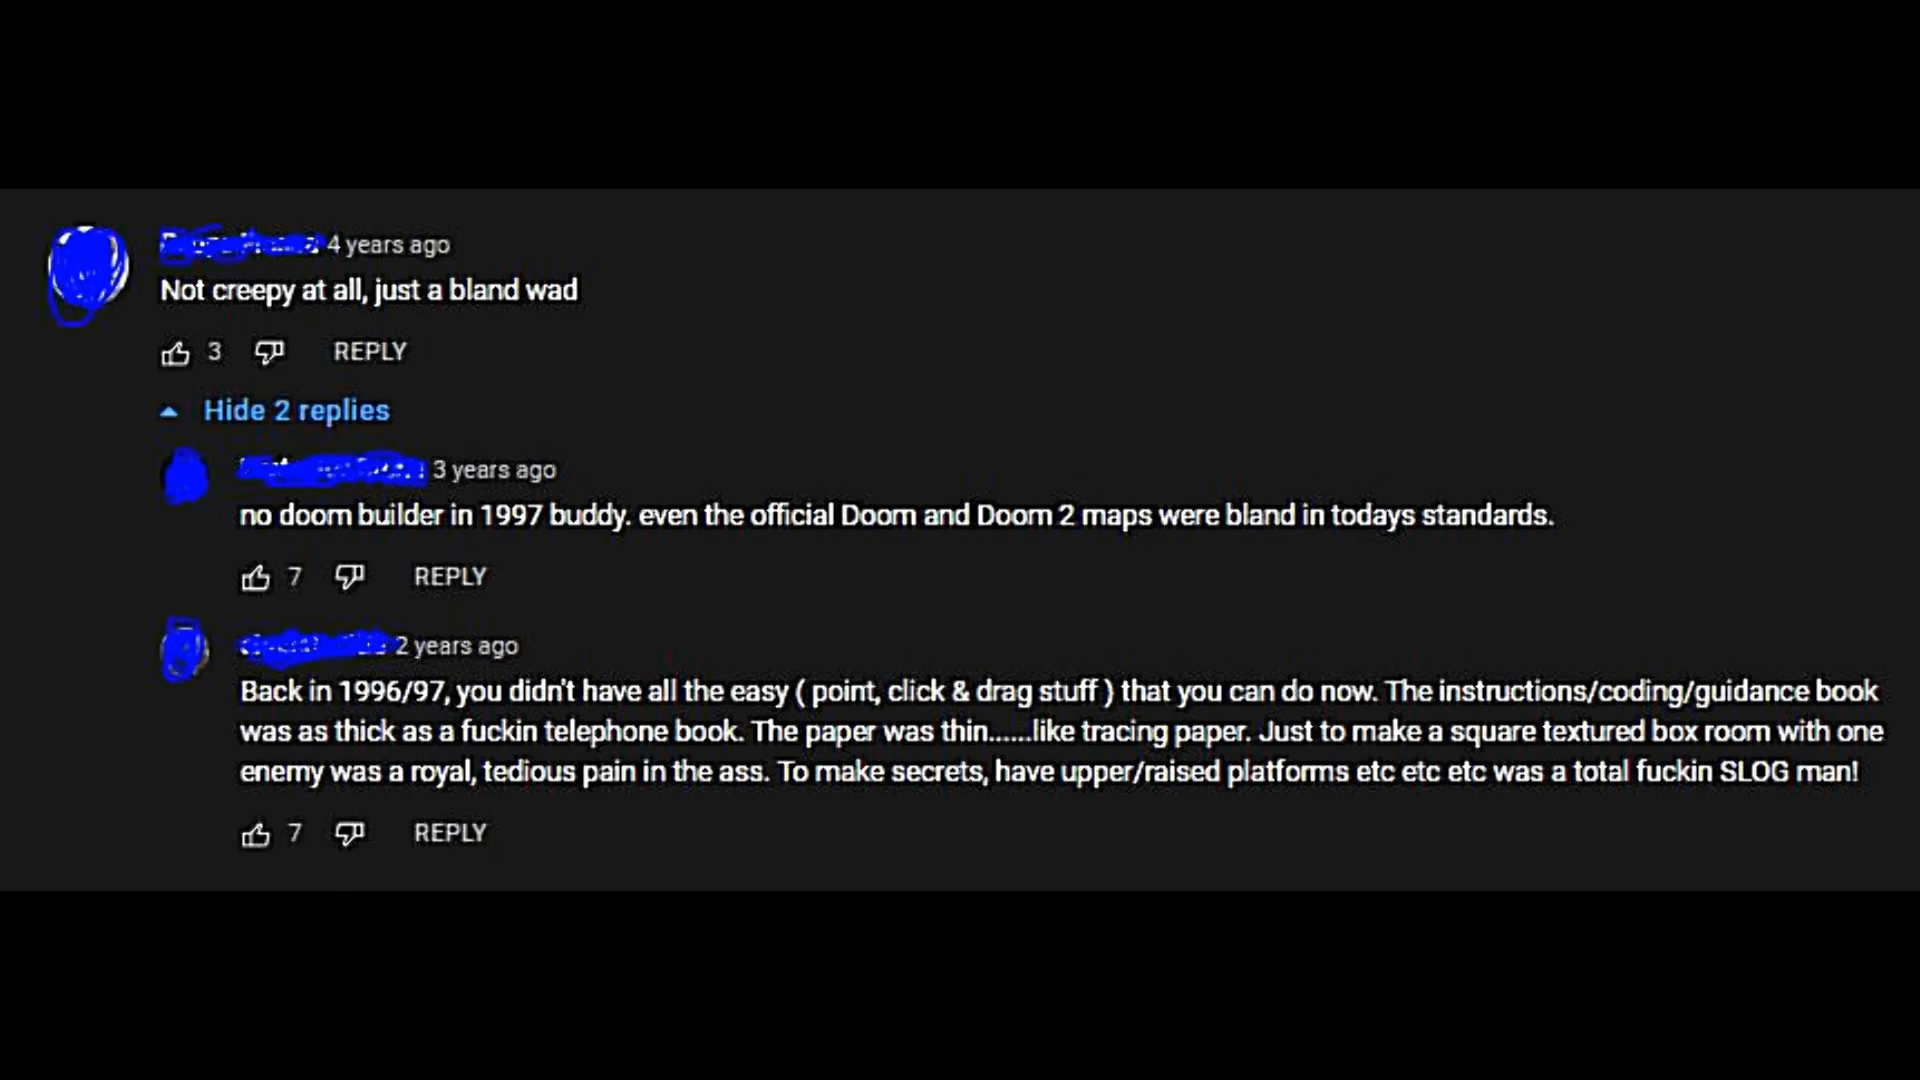 4 years ago
Not creepy at all, just a bland wad
3 REPLY
Hide 2 replies
3 years ago
no doom builder in 1997 buddy. even the official Doom and Doom 2 maps were bland in todays standards.
7 REPLY
2 years ago
Back in 1996/97, you didn't have all the easy ( point, click & drag stuff ) that you can do now. The instructions/coding/guidance book
was as thick as a fuckin telephone book. The paper was thin......like tracing paper. Just to make a square textured box room with one
enemy was a royal, tedious pain in the ass. To make secrets, have upper/raised platforms etc etc etc was a total fuckin SLOG man!
7 REPLY